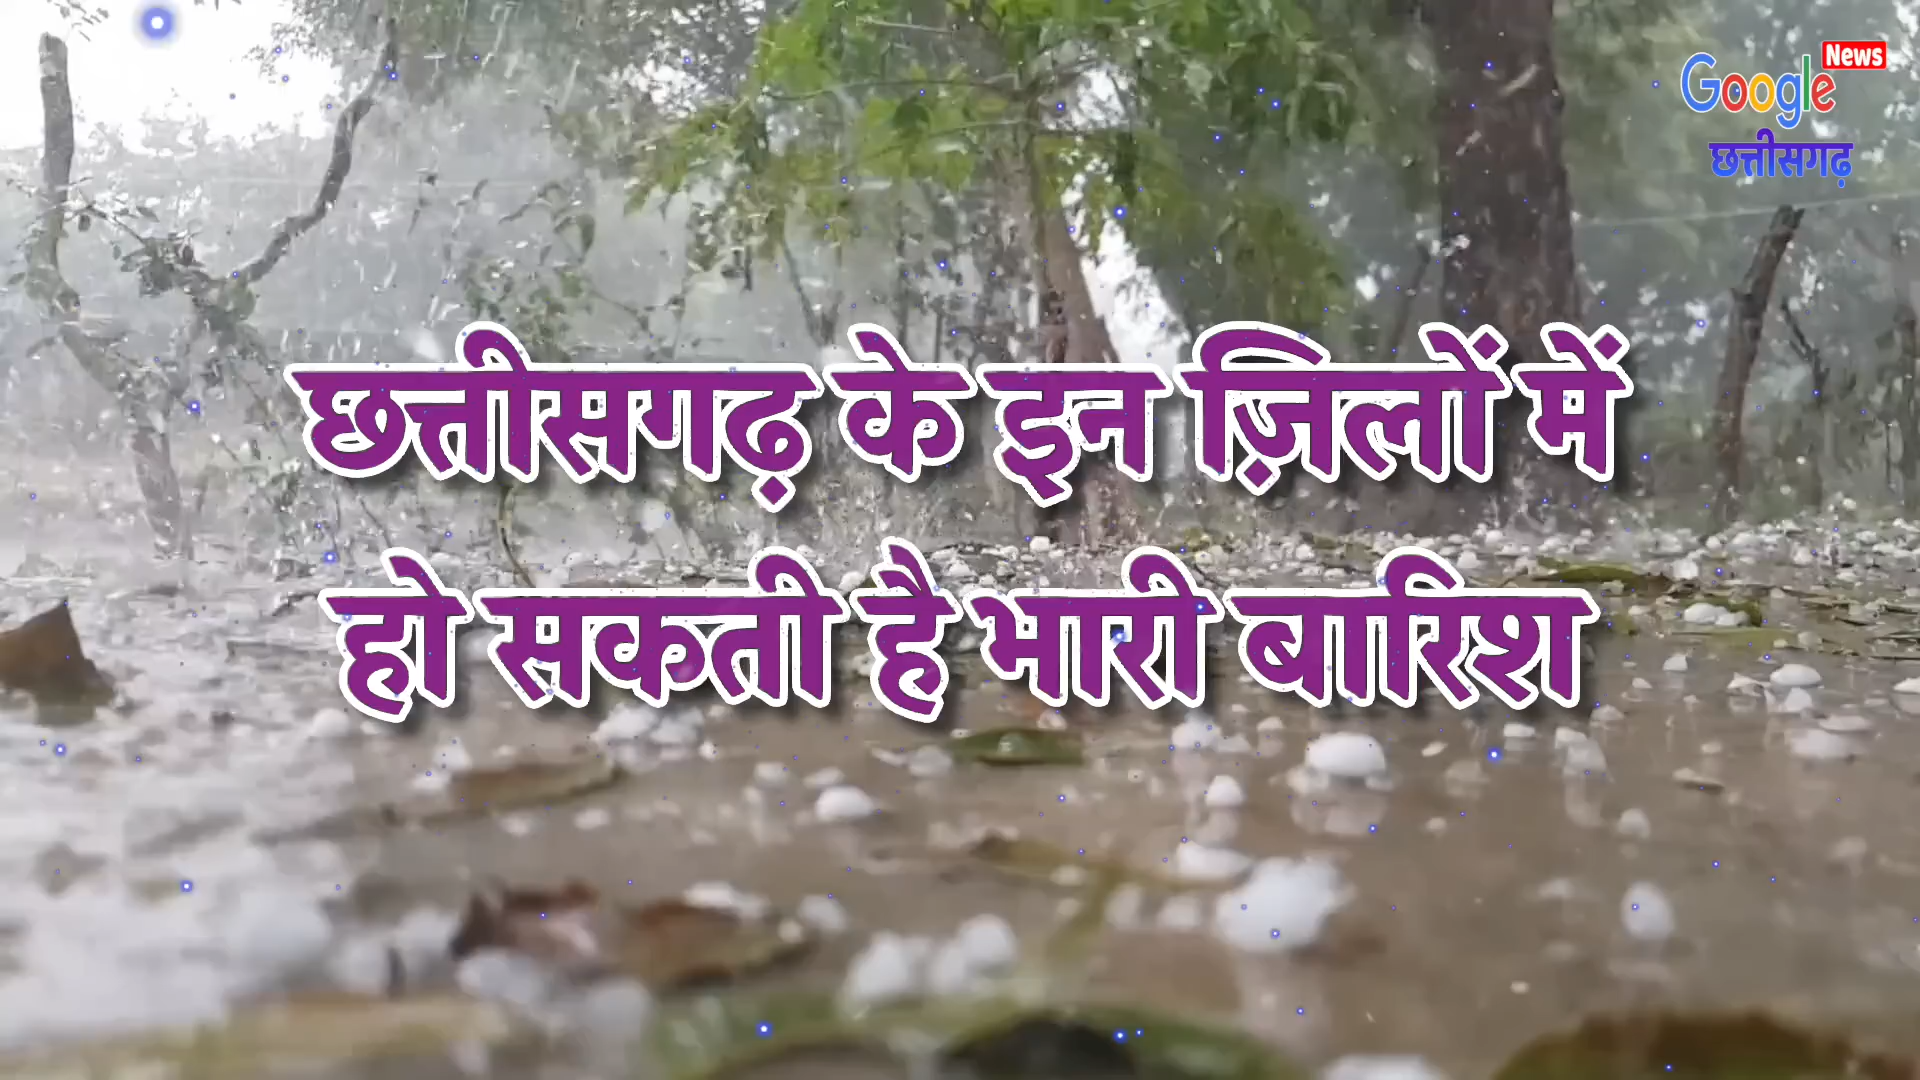 Google News
छत्तीसगढ़
छत्तीसगढ़ के इन ज़िलों में
हो सकती है भारी बारिश